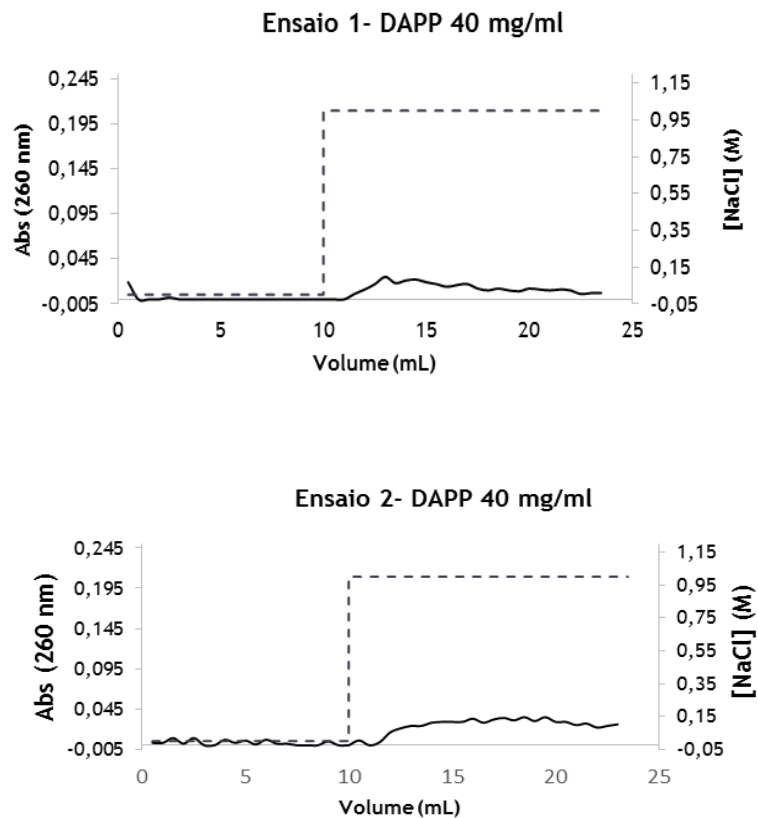 Ensaio 1- DAPP 40 mg/ml
Abs (260 nm)
0,245
0,195
0,145
0,095
0,045
-0,005
1,15
0,95
0,75
0,55
0,35
0,15
-0,05
[NaCl] (M)
0 5 10 15 20 25
Volume (mL)
Ensaio 2- DAPP 40 mg/ml
Abs (260 nm)
0,245
0,195
0,145
0,095
0,045
-0,005
1,15
0,95
0,75
0,55
0,35
0,15
-0,05
[NaCl] (M)
0 5 10 15 20 25
Volume (mL)